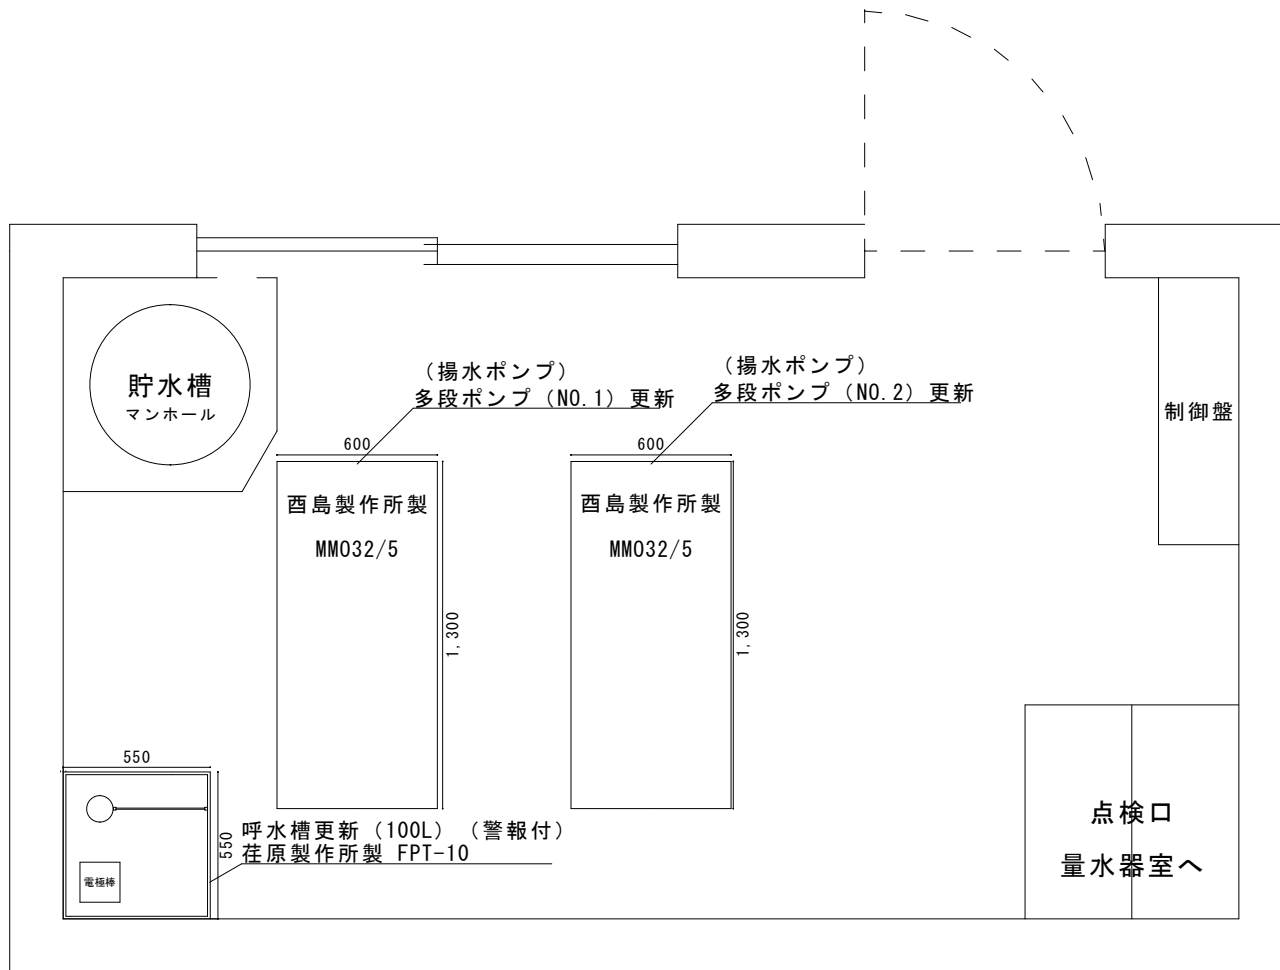 （揚水ポンプ）
多段ポンプ（NO.1）更新
（揚水ポンプ）
多段ポンプ（NO.2）更新
貯水槽
マンホール
制御盤
600
600
酉島製作所製
MMO32/5
酉島製作所製
MMO32/5
1,300
1,300
550
550
呼水槽更新（100L）（警報付）
荏原製作所製 FPT-10
電極棒
点検口
量水器室へ